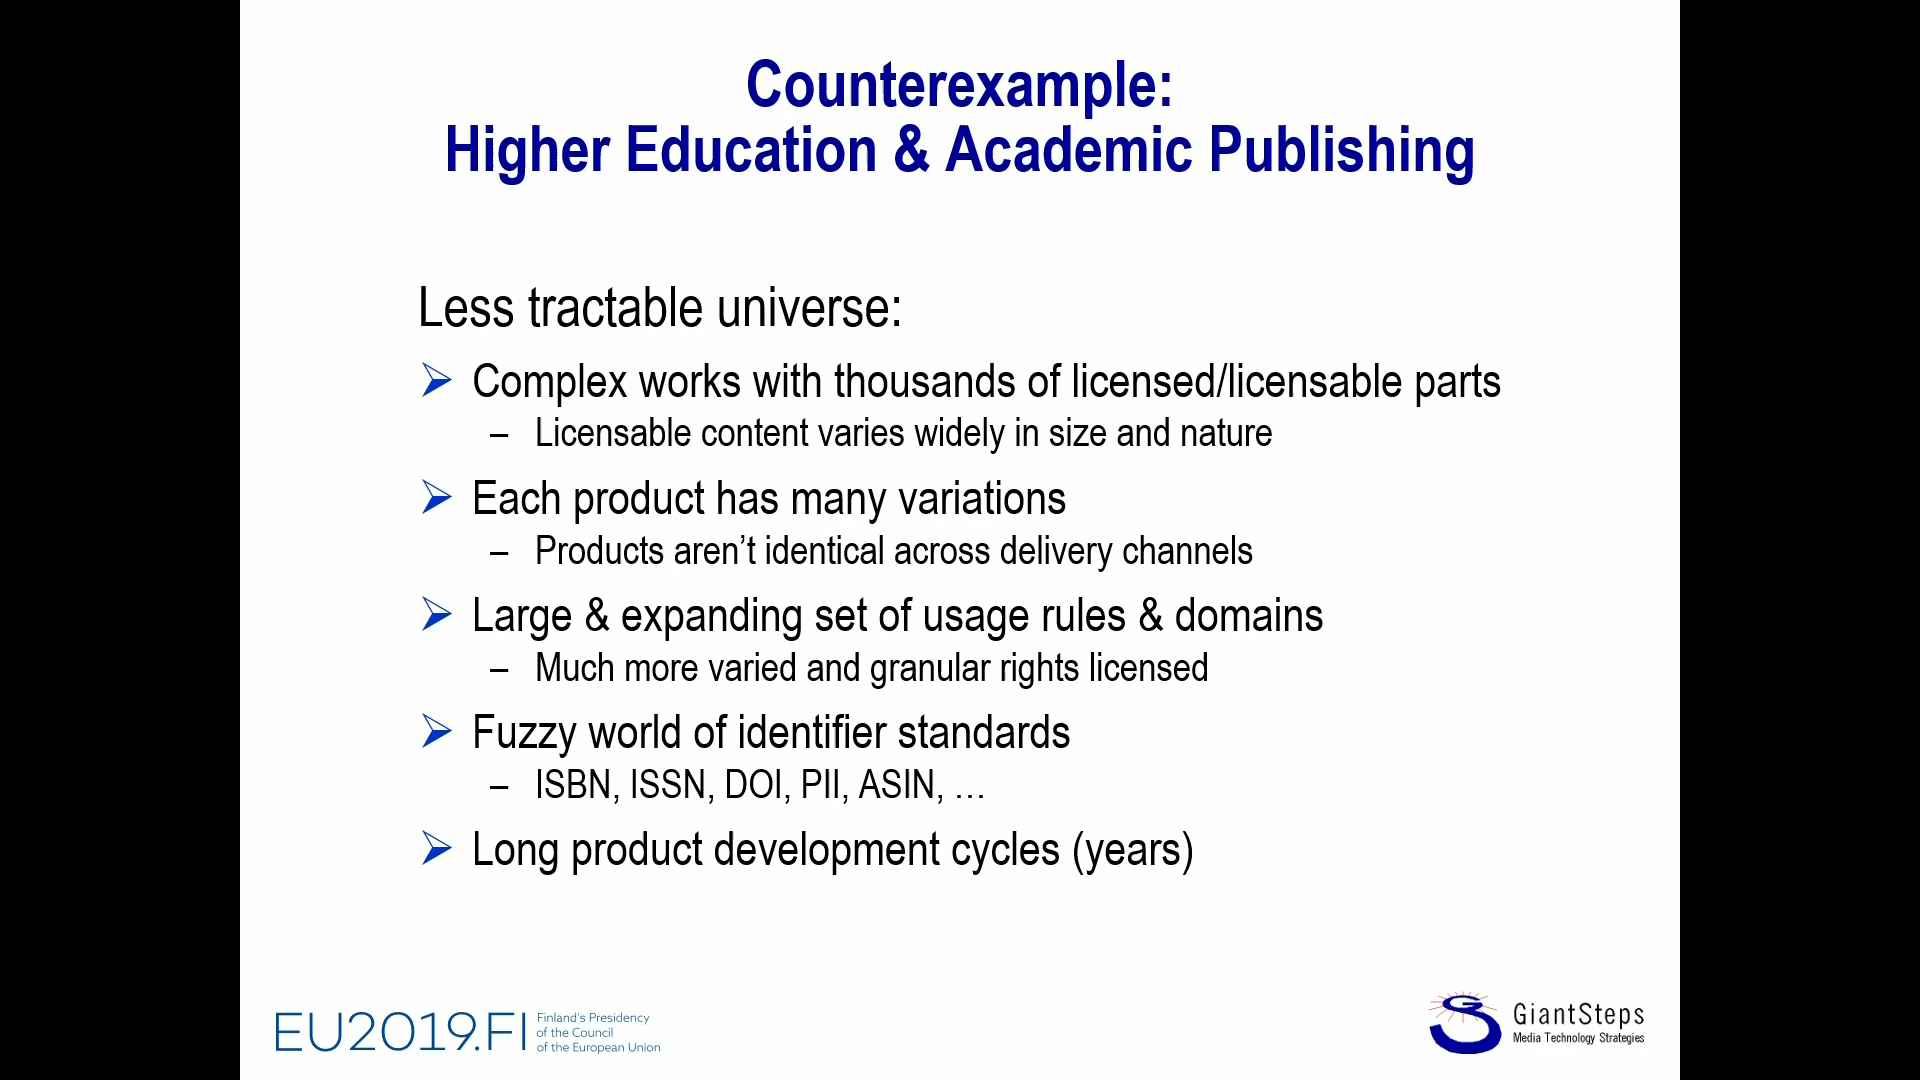 Counterexample:
Higher Education & Academic Publishing
Less tractable universe:
Complex works with thousands of licensed/licensable parts
– Licensable content varies widely in size and nature
Each product has many variations
– Products aren’t identical across delivery channels
Large & expanding set of usage rules & domains
– Much more varied and granular rights licensed
Fuzzy world of identifier standards
– ISBN, ISSN, DOI, PII, ASIN, …
Long product development cycles (years)
EU2019.FI
Finland's Presidency
of the Council
of the European Union
GiantSteps
Media Technology Strategies